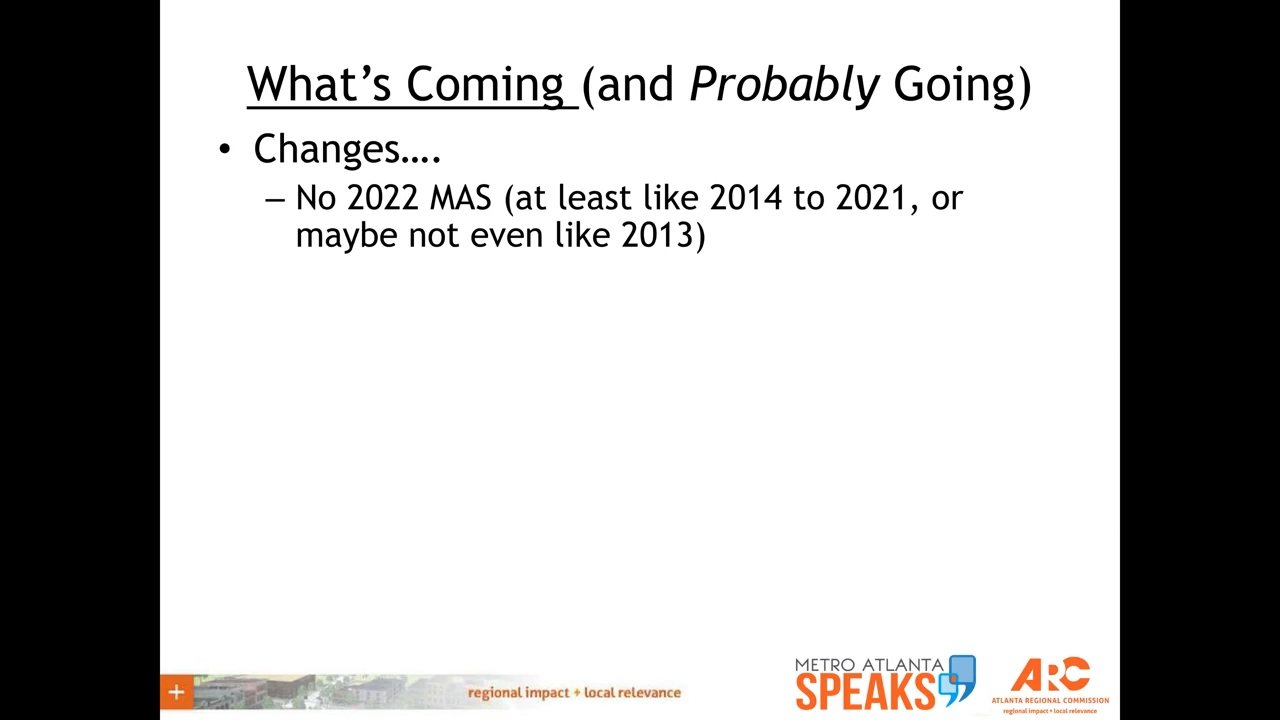 What's Coming (and Probably Going)
• Changes….
– No 2022 MAS (at least like 2014 to 2021, or
maybe not even like 2013)
regional impact + local relevance
METRO ATLANTA
SPEAKS
ARC
ATLANTA REGIONAL COMMISSION
regional impact + local relevance